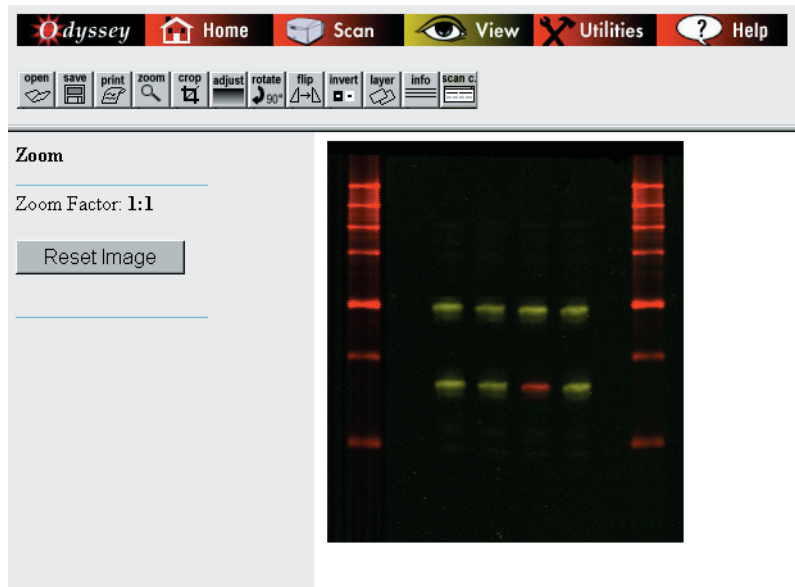 Odyssey Home Scan View Utilities ? Help
open save print zoom crop adjust rotate flip invert layer info scan c.
90°
Zoom
Zoom Factor: 1:1
Reset Image